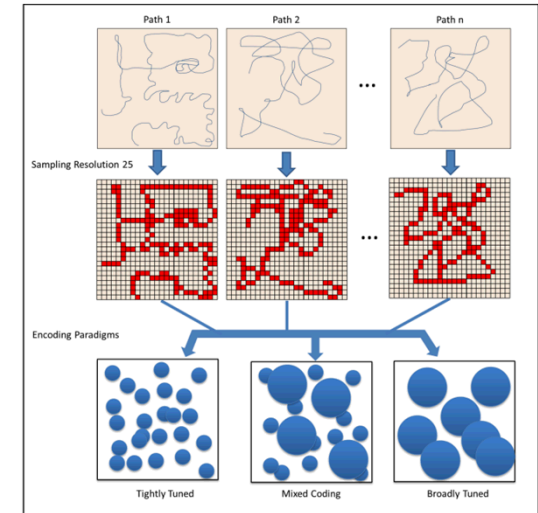 Path 1
Path 2
Path n
...
Sampling Resolution 25
...
Encoding Paradigms
Tightly Tuned
Mixed Coding
Broadly Tuned